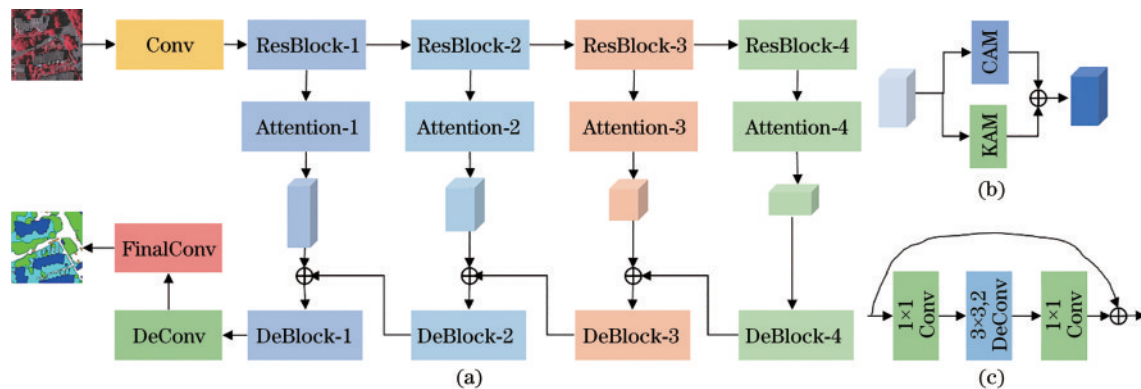 Conv
ResBlock-1
ResBlock-2
ResBlock-3
ResBlock-4
Attention-1
Attention-2
Attention-3
Attention-4
FinalConv
DeConv
DeBlock-1
DeBlock-2
DeBlock-3
DeBlock-4
(a)
CAM
KAM
(b)
1×1
Conv
3×3,2
DeConv
1×1
Conv
(c)